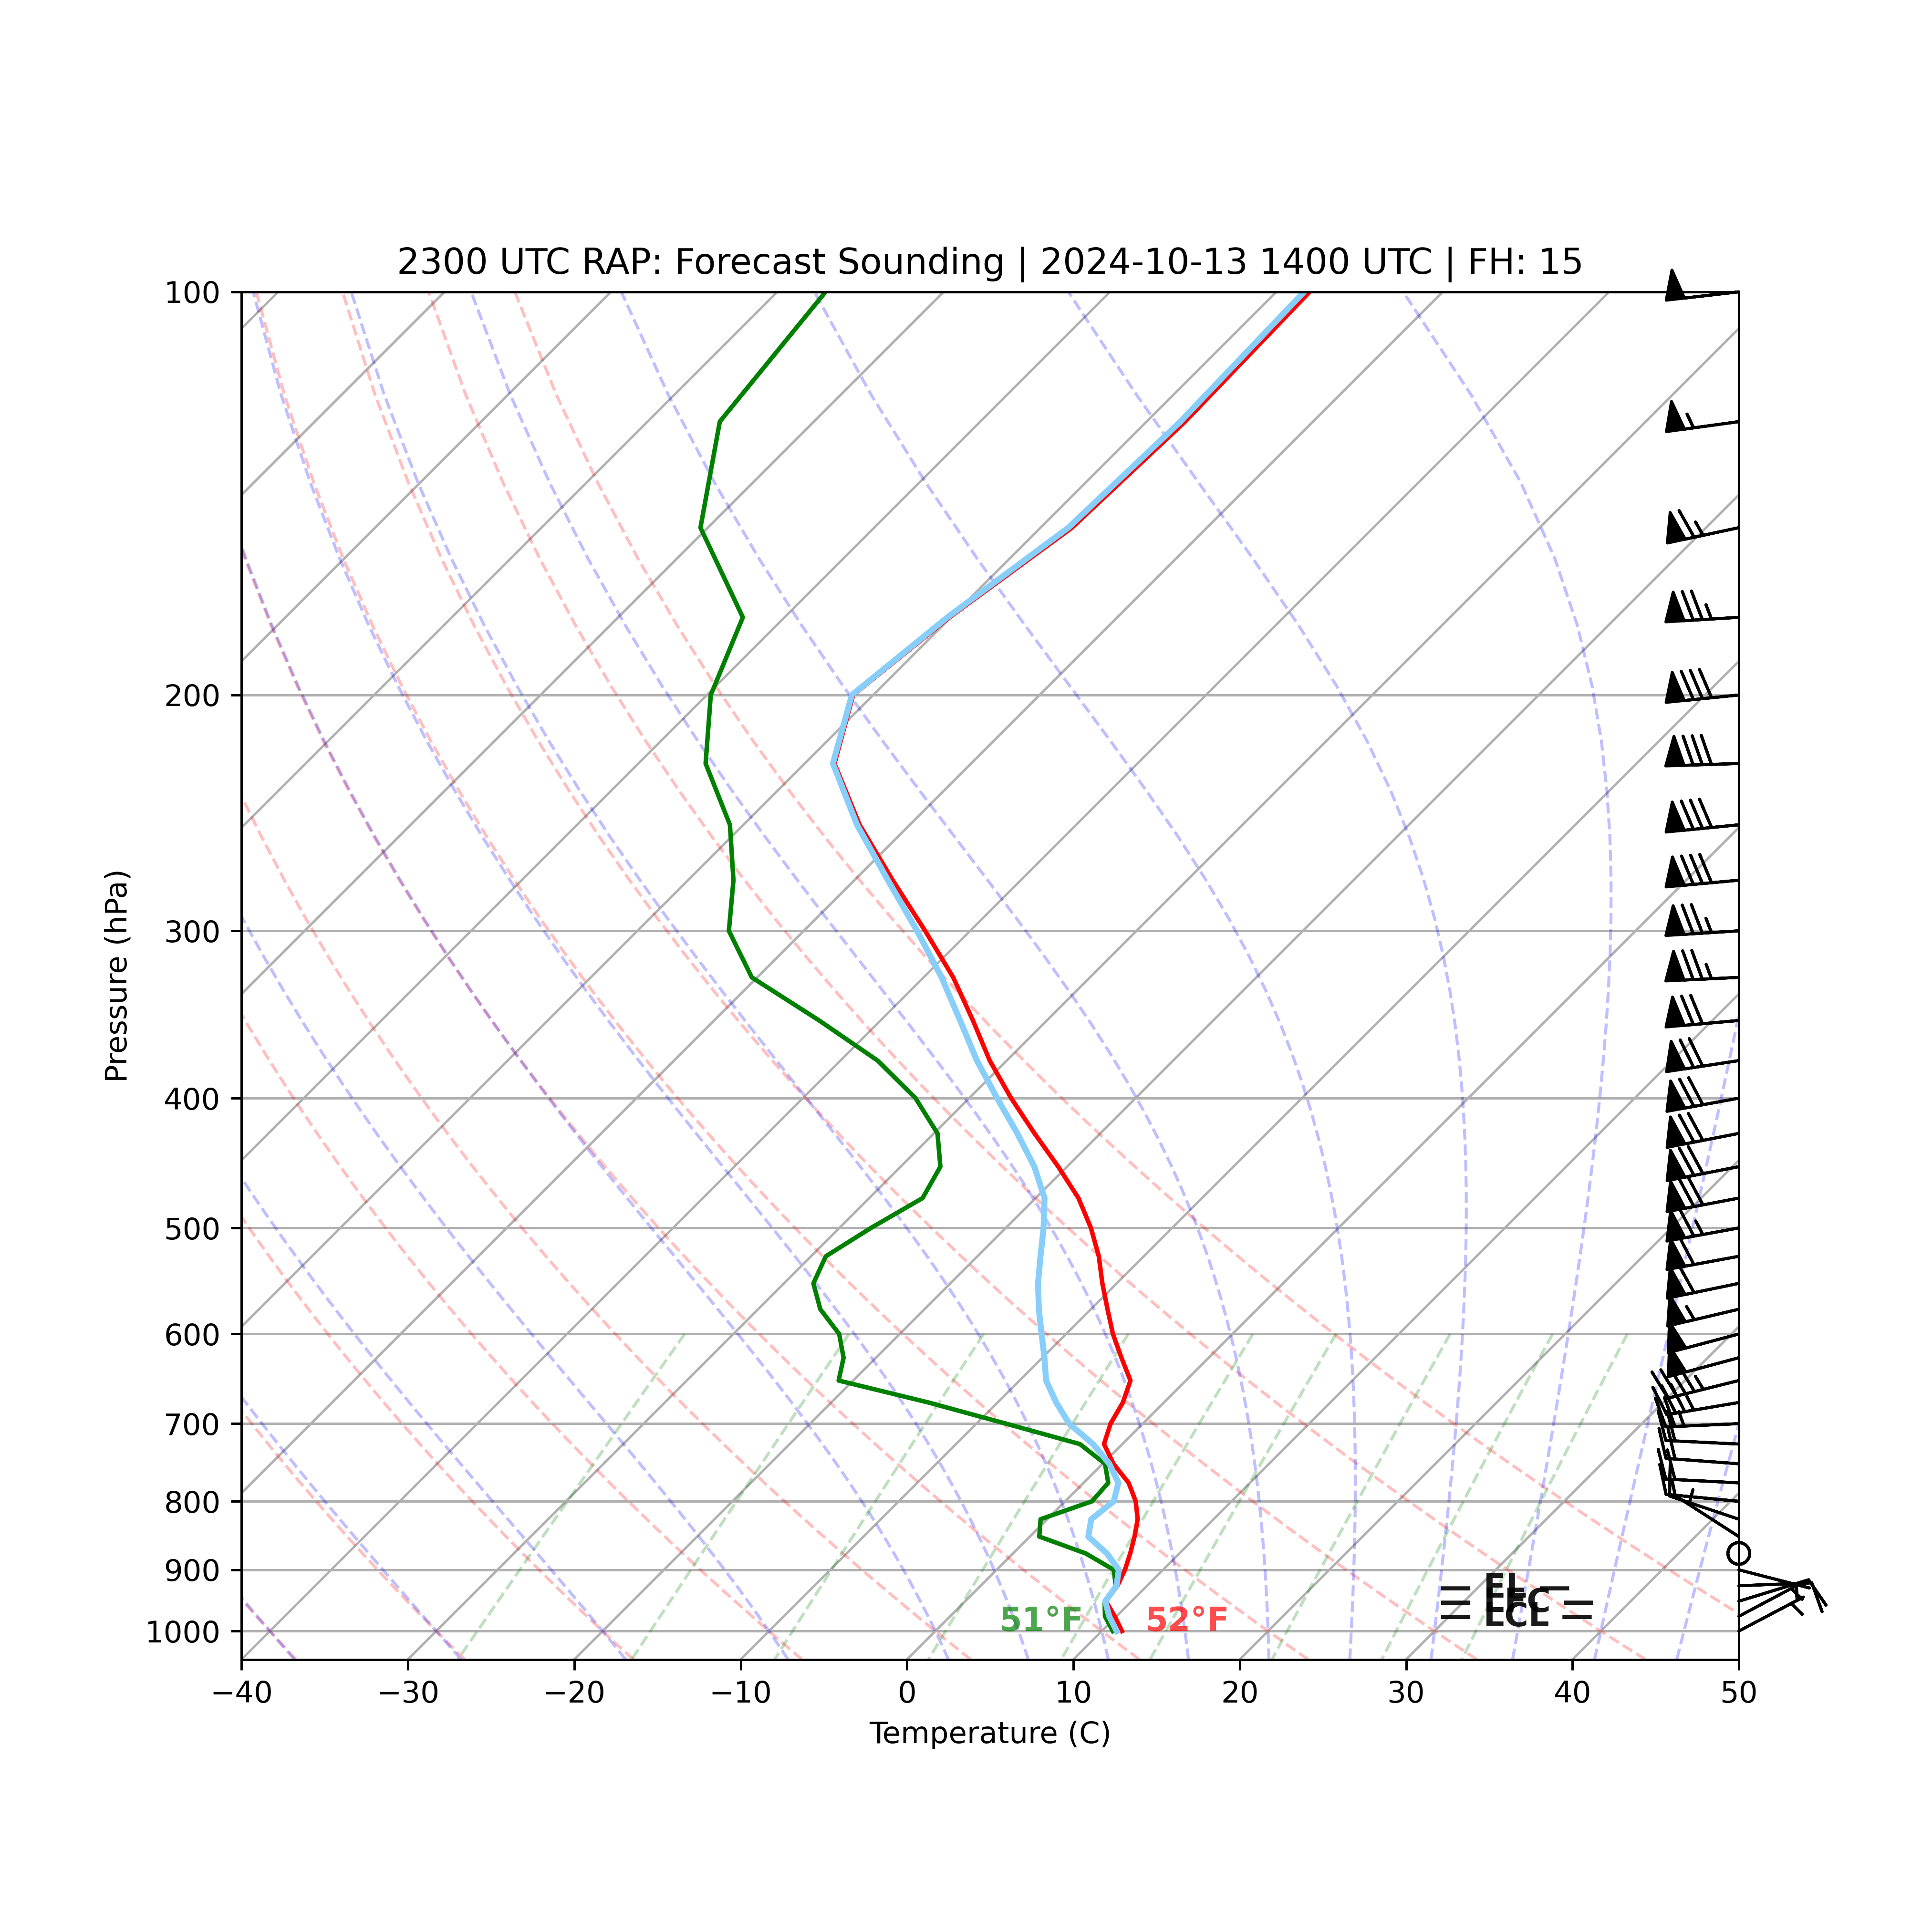 2300 UTC RAP: Forecast Sounding | 2024-10-13 1400 UTC | FH: 15
100
200
300
400
500
600
700
800
900
1000
Pressure (hPa)
51°F 52°F
EL
LCL
−40 −30 −20 −10 0 10 20 30 40 50
Temperature (C)